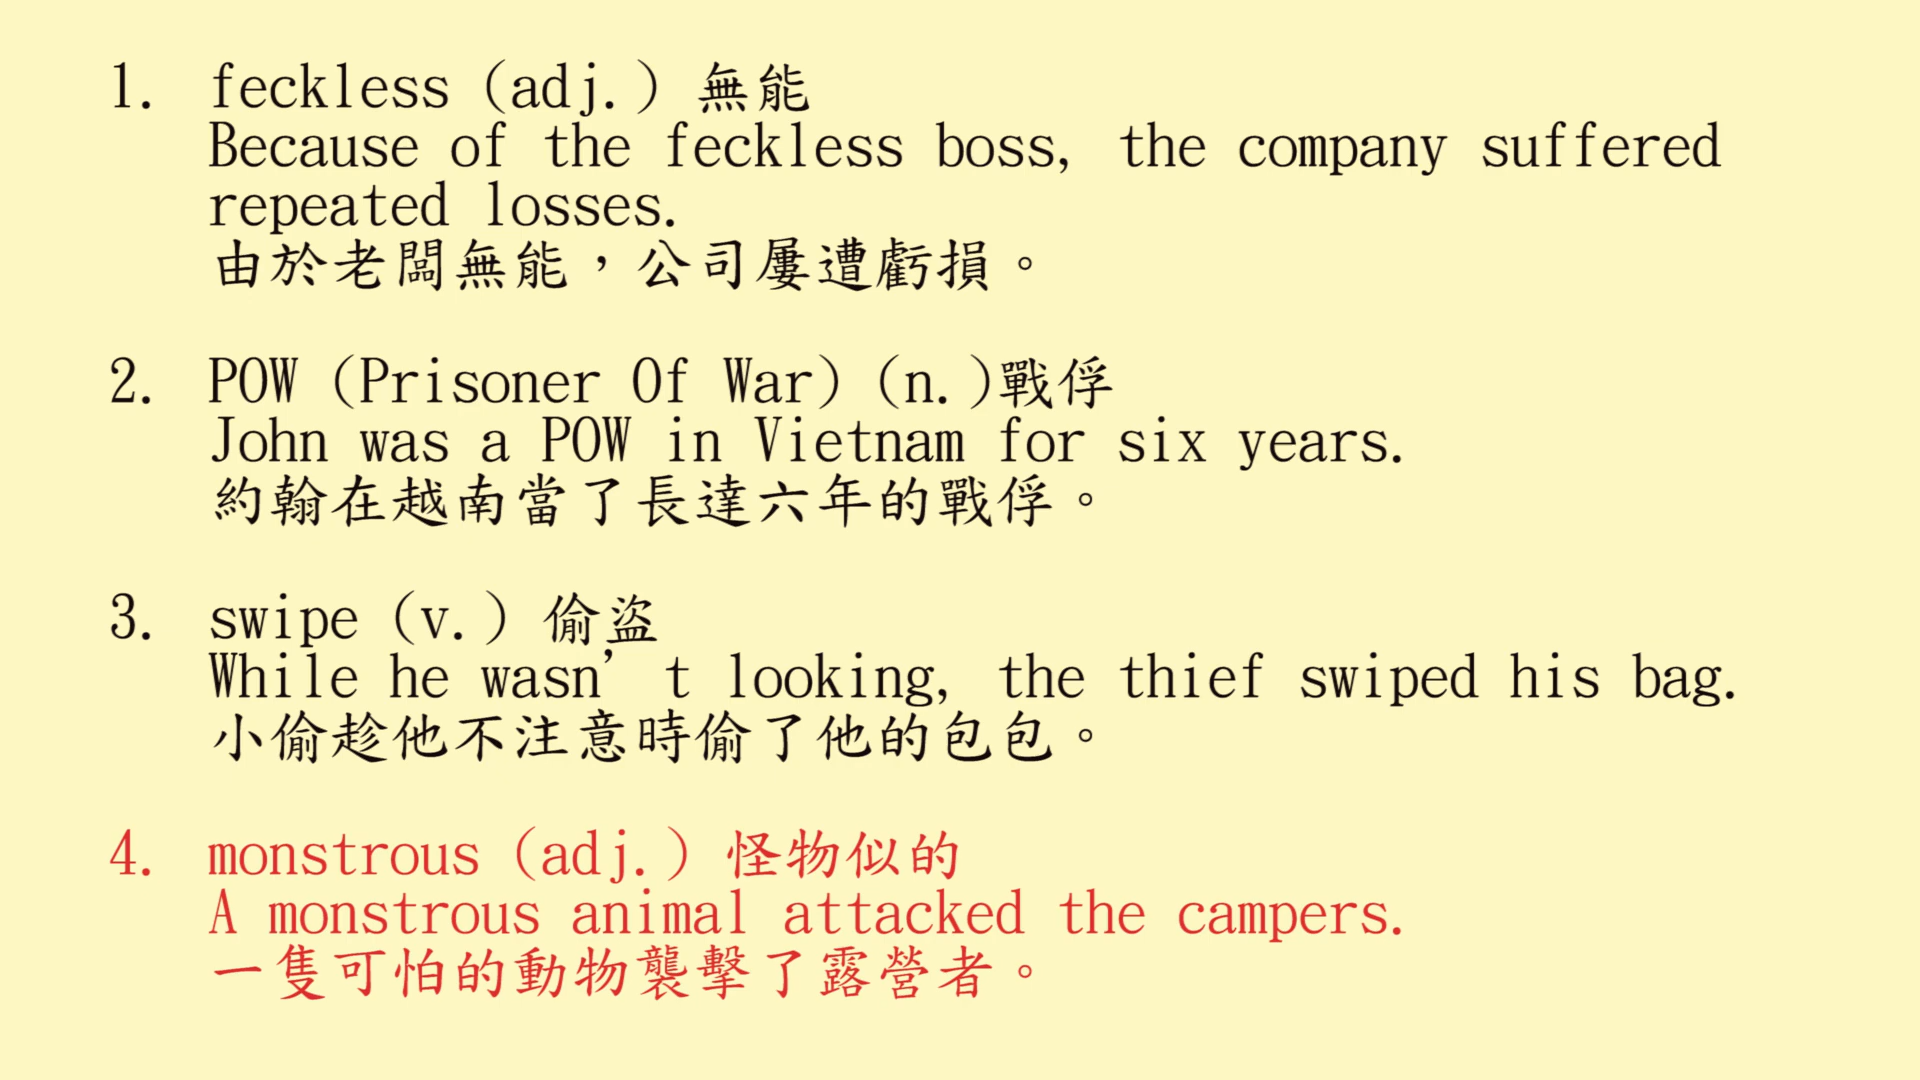 1. feckless (adj.) 無能
Because of the feckless boss, the company suffered
repeated losses.
由於老闆無能，公司屢遭虧損。
2. POW (Prisoner Of War) (n.)戰俘
John was a POW in Vietnam for six years.
約翰在越南當了長達六年的戰俘。
3. swipe (v.) 偷盜
While he wasn’t looking, the thief swiped his bag.
小偷趁他不注意時偷了他的包包。
4. monstrous (adj.) 怪物似的
A monstrous animal attacked the campers.
一隻可怕的動物襲擊了露營者。